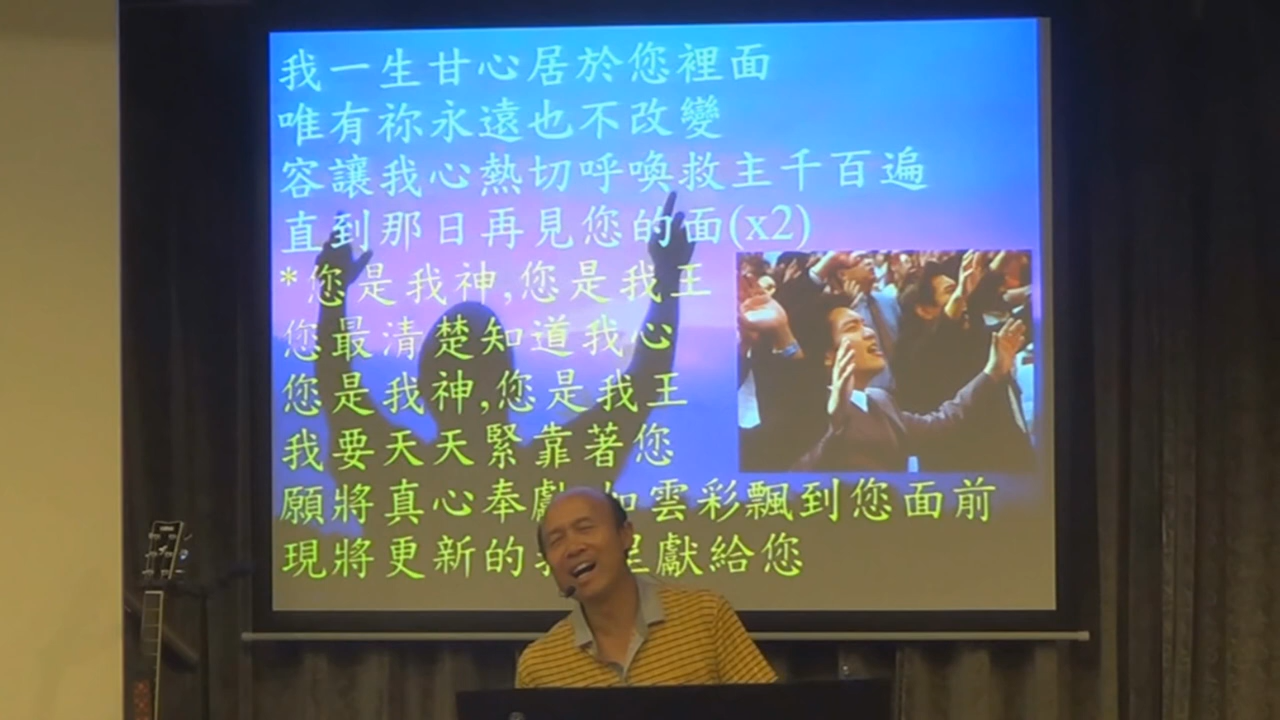 我一生甘心居於您裡面
唯有祢永遠也不改變
容讓我心熱切呼喚救主千百遍
直到那日再見您的面(x2)
*您是我神,您是我王
您最清楚知道我心
您是我神,您是我王
我要天天緊靠著您
願將真心奉獻 如雲彩飄到您面前
現將更新的我呈獻給您